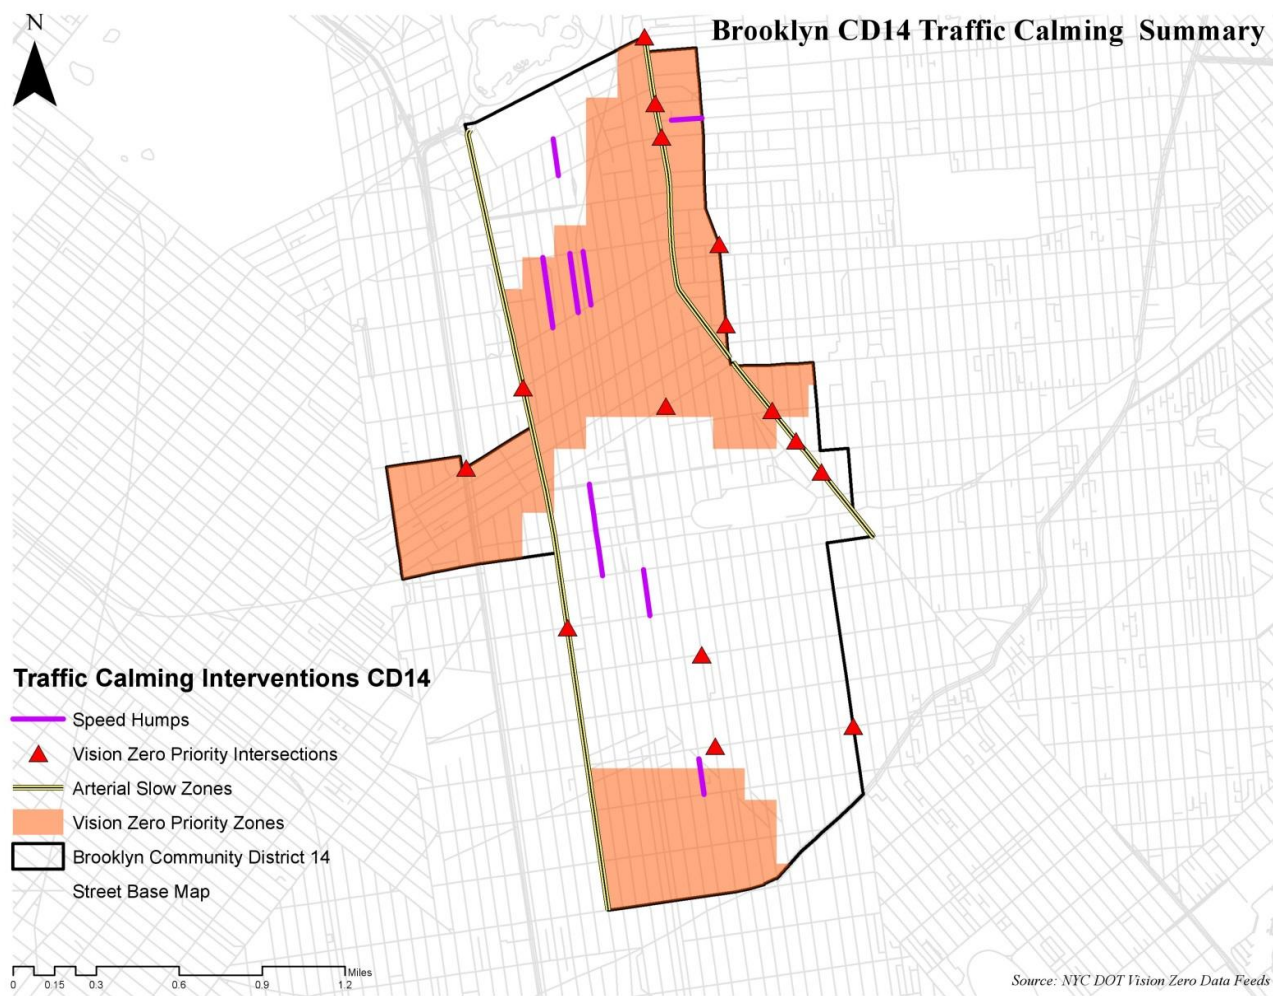 N
Brooklyn CD14 Traffic Calming Summary
Traffic Calming Interventions CD14
Speed Humps
Vision Zero Priority Intersections
Arterial Slow Zones
Vision Zero Priority Zones
Brooklyn Community District 14
Street Base Map
Miles
0 0.15 0.3 0.6 0.9 1.2
Source: NYC DOT Vision Zero Data Feeds